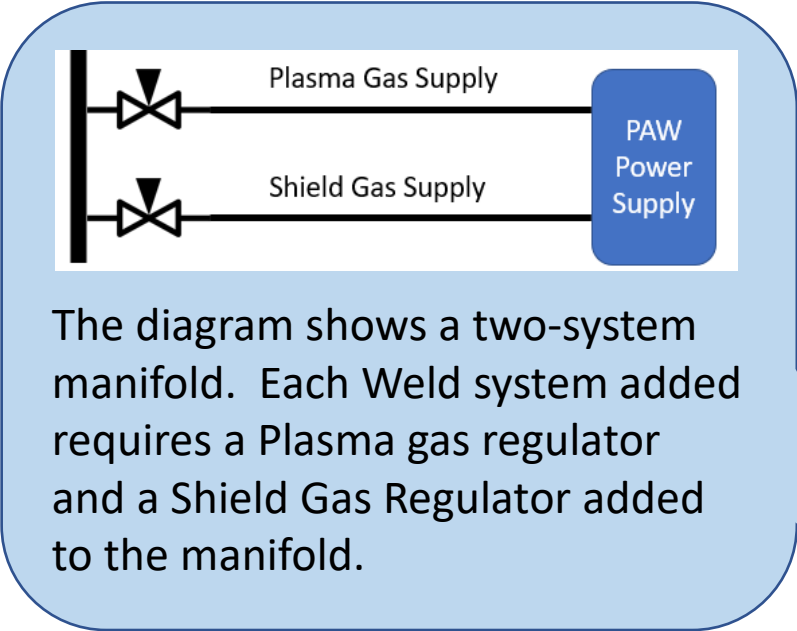 Plasma Gas Supply
PAW
Power
Supply
Shield Gas Supply
The diagram shows a two-system
manifold.  Each Weld system added
requires a Plasma gas regulator
and a Shield Gas Regulator added
to the manifold.